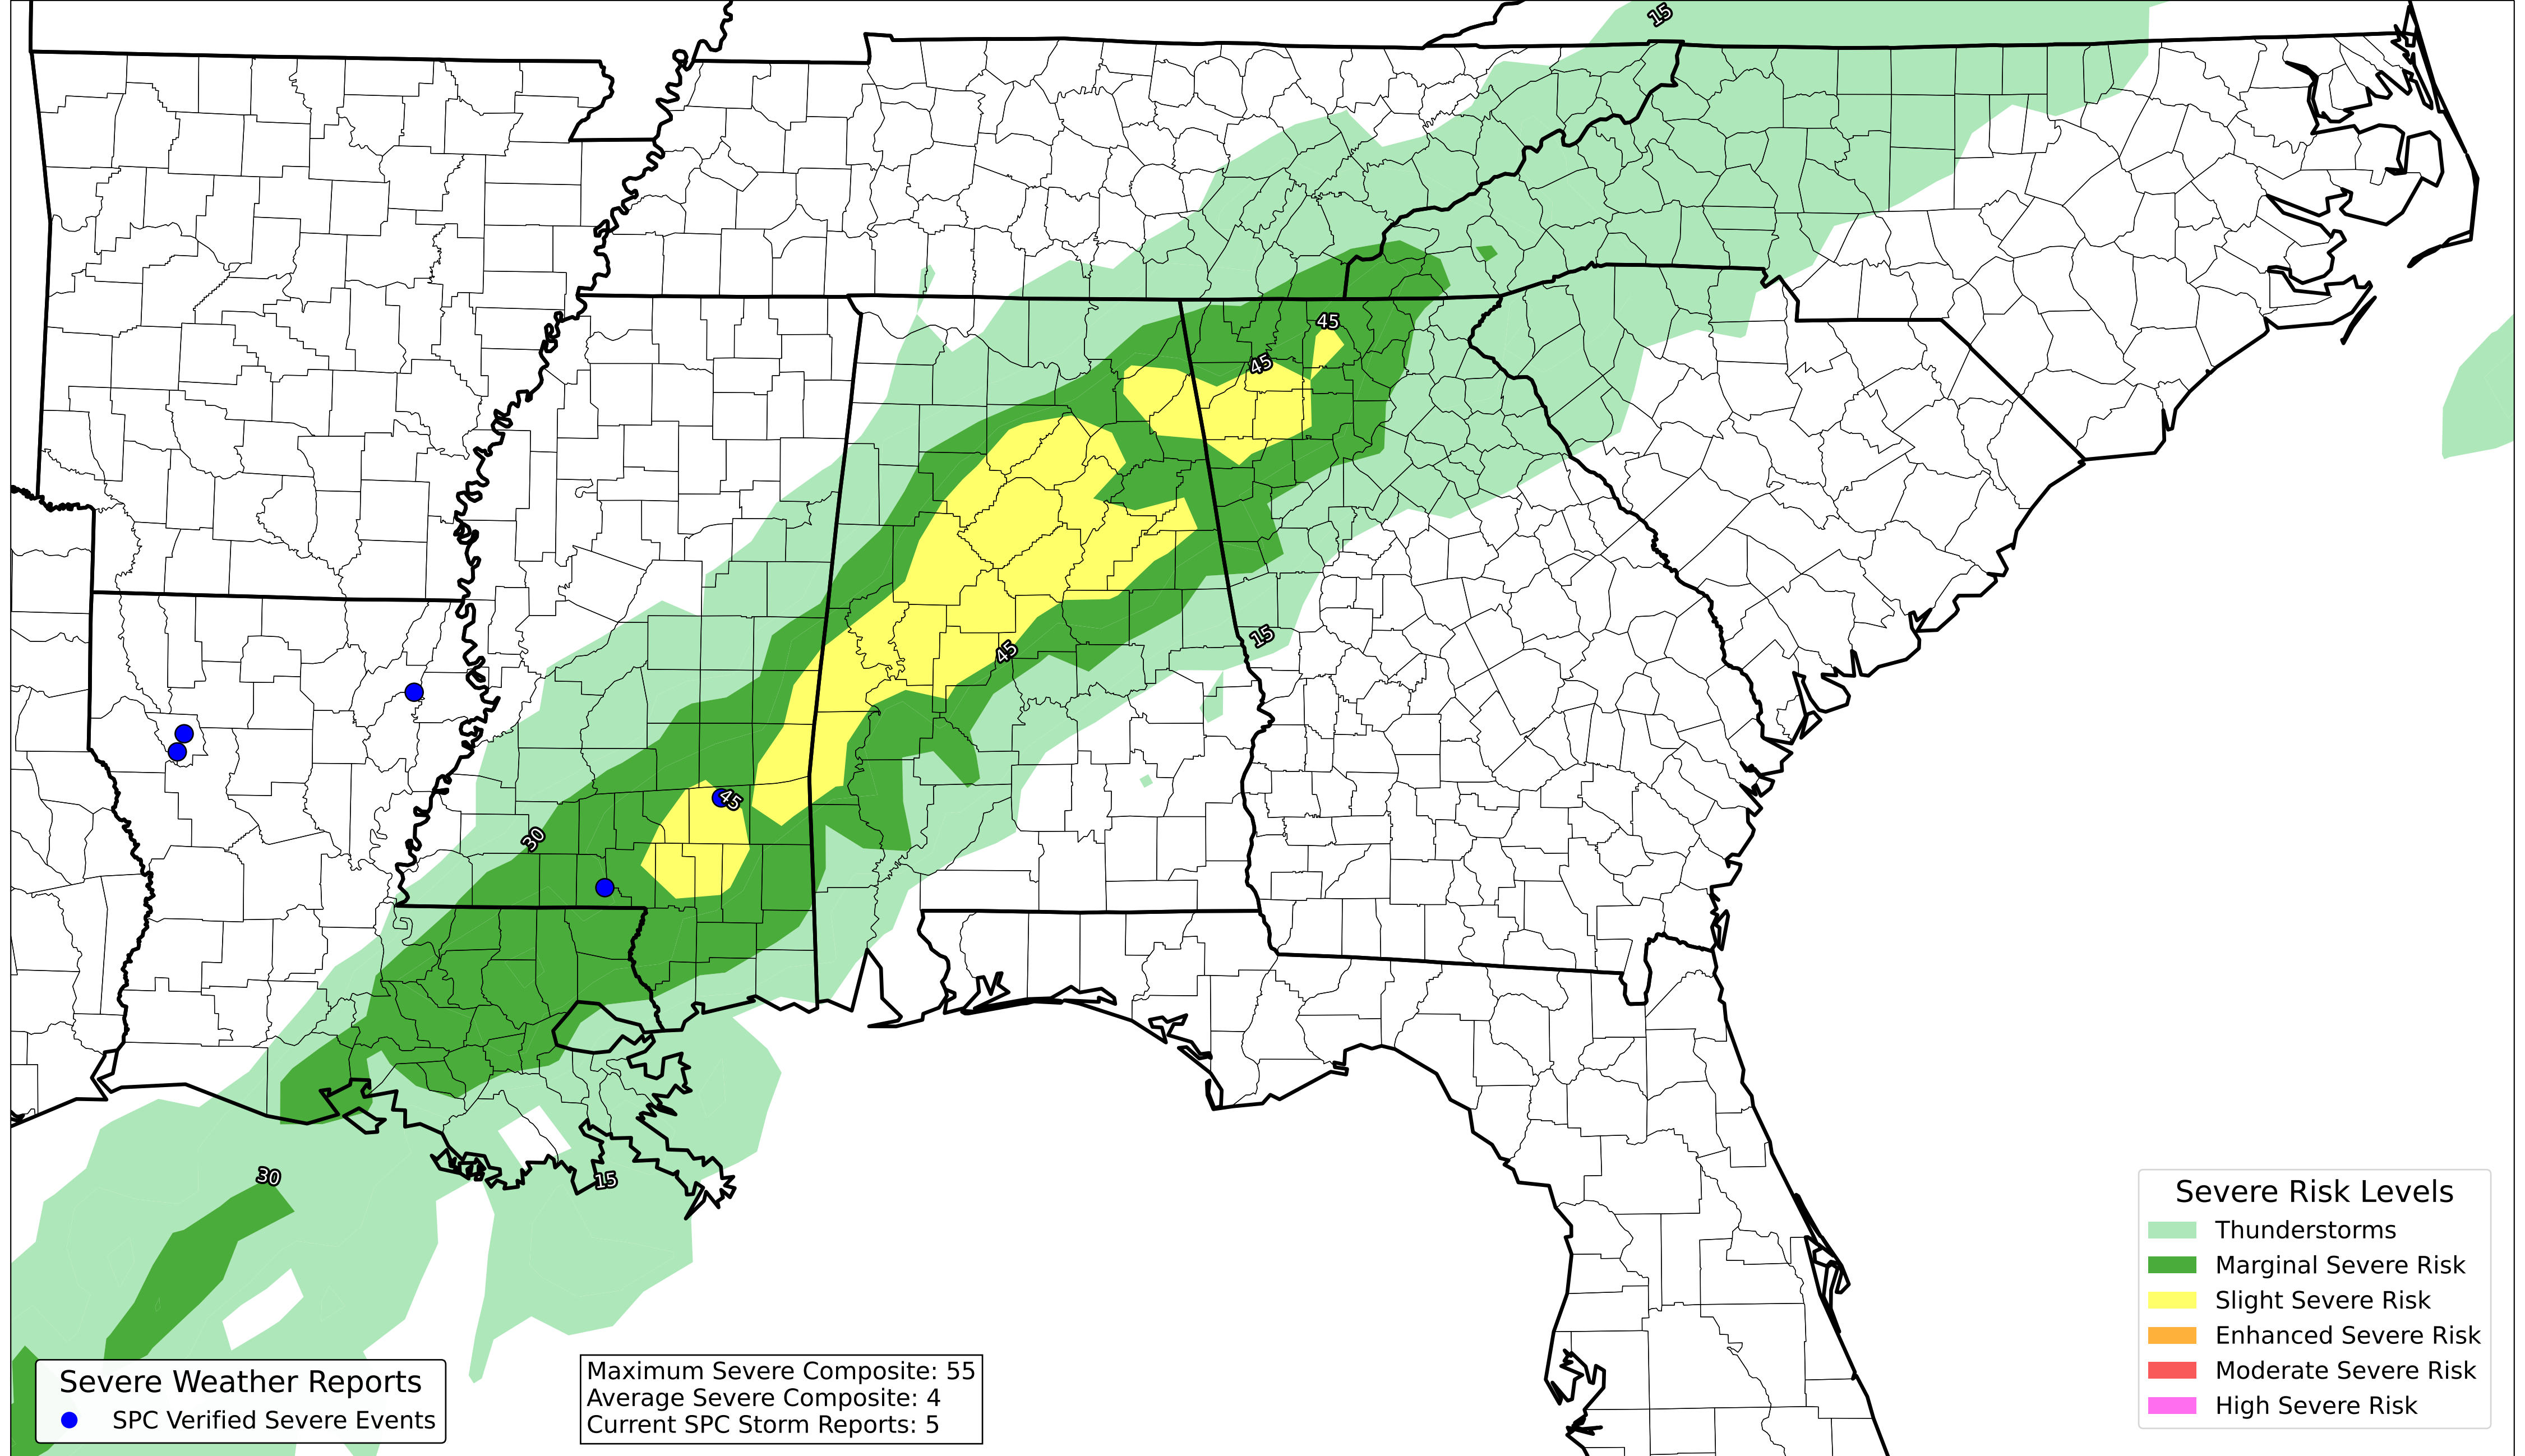 15
45
45
15
45
45
30
30
15
Severe Risk Levels
Thunderstorms
Marginal Severe Risk
Slight Severe Risk
Enhanced Severe Risk
Moderate Severe Risk
High Severe Risk
Severe Weather Reports
SPC Verified Severe Events
Maximum Severe Composite: 55
Average Severe Composite: 4
Current SPC Storm Reports: 5